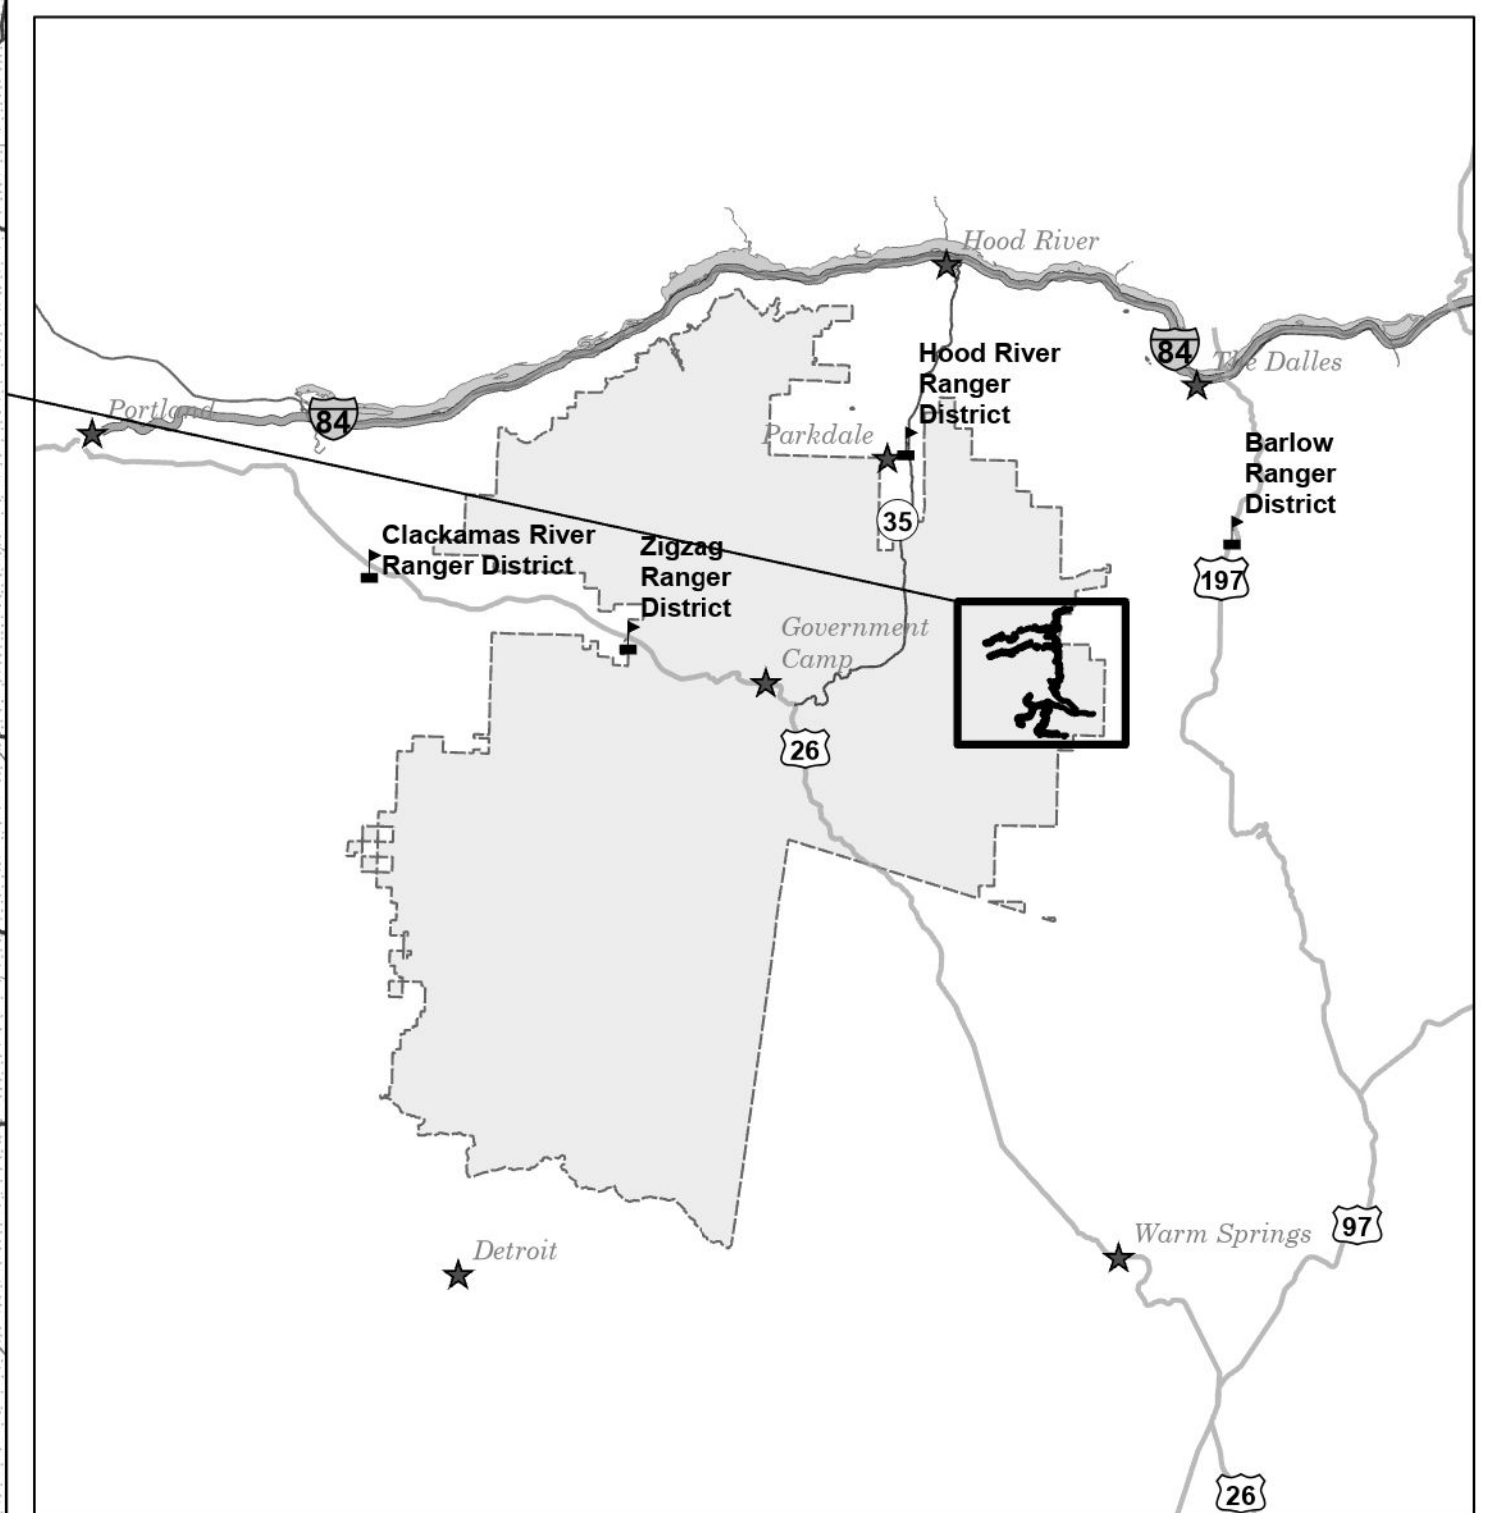 Hood River
84
The Dalles
Hood River
Ranger
District
Portland
84
Parkdale
Barlow
Ranger
District
35
Clackamas River
Ranger District
Zigzag
Ranger
District
197
Government
Camp
26
Warm Springs
97
Detroit
26